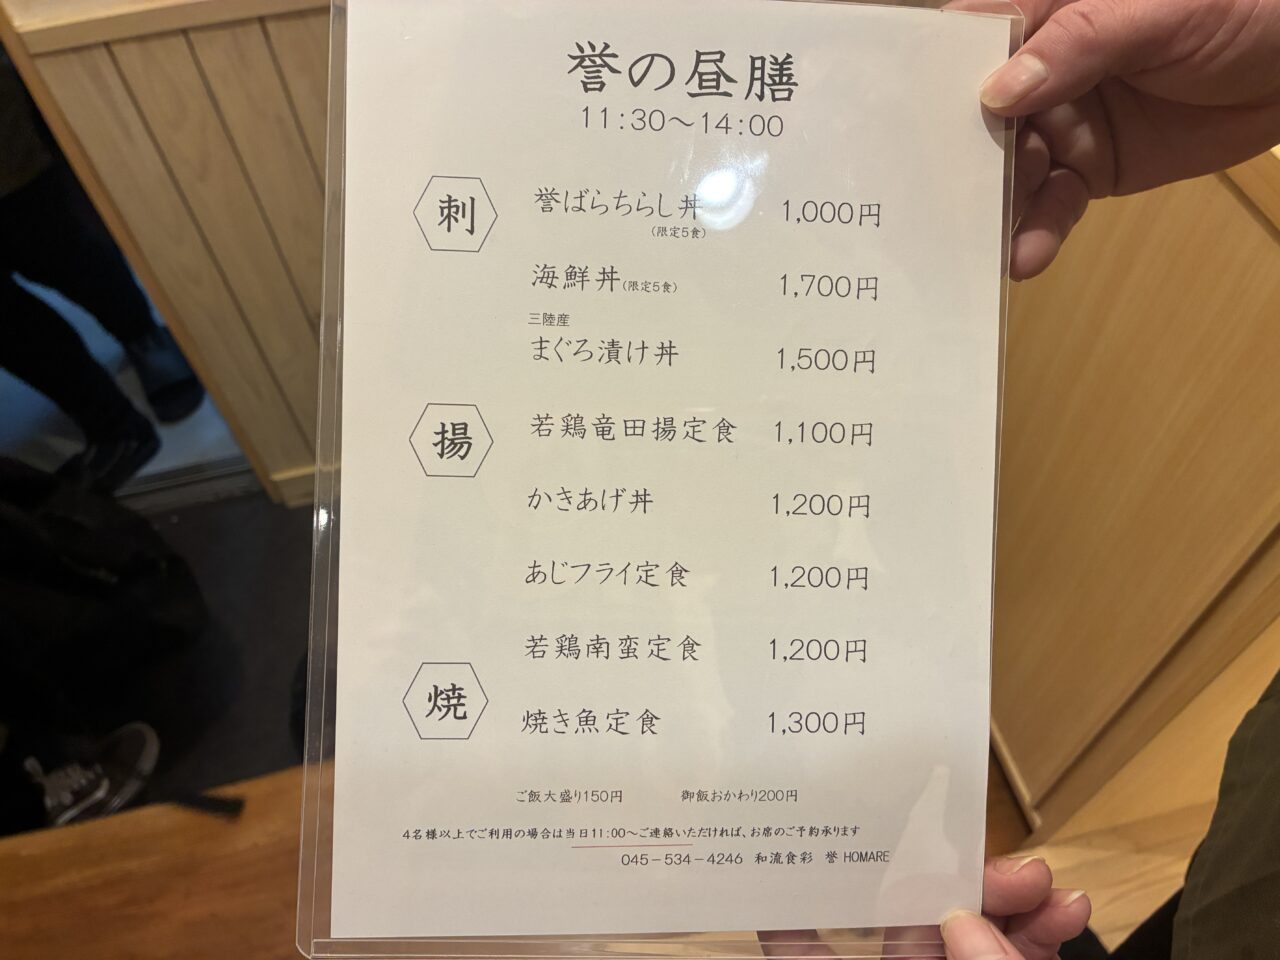 誉の昼膳
11:30～14:00
刺
誉ばらちらし丼 1,000円
(限定5食)
海鮮丼(限定5食) 1,700円
三陸産
まぐろ漬け丼 1,500円
揚
若鶏竜田揚定食 1,100円
かきあげ丼 1,200円
あじフライ定食 1,200円
若鶏南蛮定食 1,200円
焼
焼き魚定食 1,300円
ご飯大盛り150円 御飯おかわり200円
4名様以上でご利用の場合は当日11:00～ご連絡いただければ、お席のご予約承ります
045－534－4246 和流食彩 誉 HOMARE